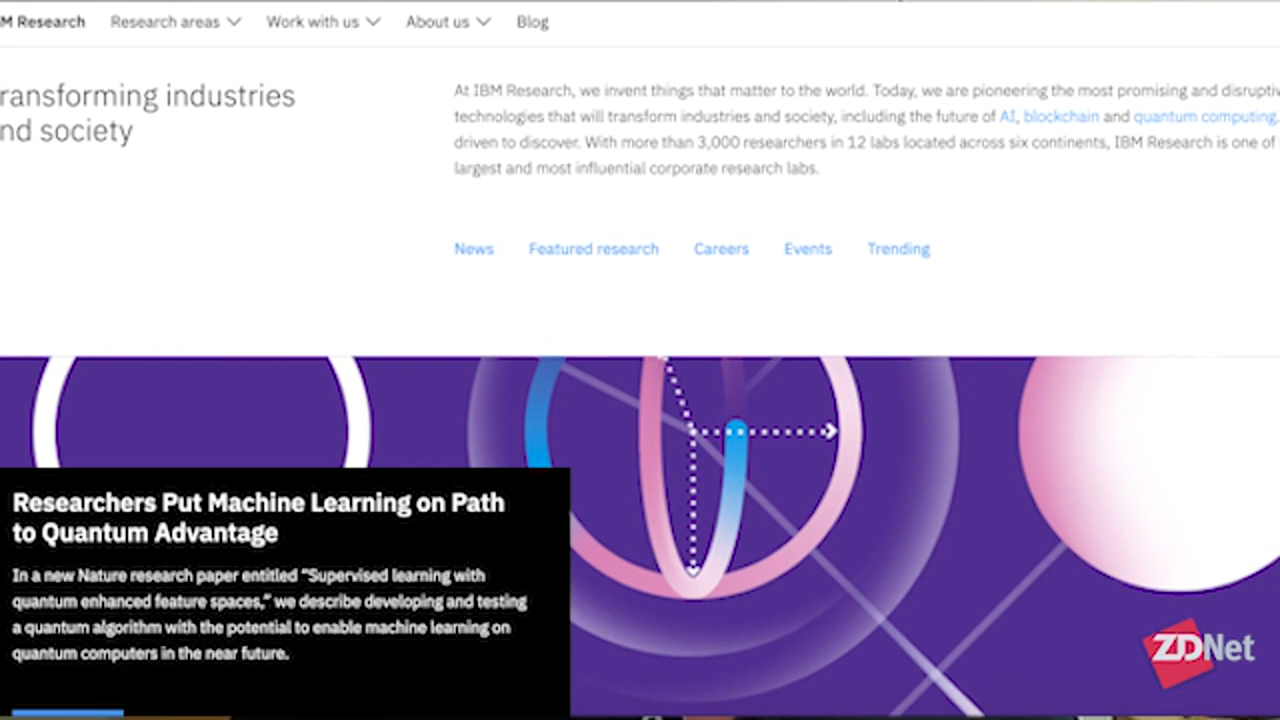 M Research Research areas Work with us About us Blog
ransforming industries
nd society
At IBM Research, we invent things that matter to the world. Today, we are pioneering the most promising and disruptiv
technologies that will transform industries and society, including the future of AI, blockchain and quantum computing.
driven to discover. With more than 3,000 researchers in 12 labs located across six continents, IBM Research is one of
largest and most influential corporate research labs.
News Featured research Careers Events Trending
Researchers Put Machine Learning on Path
to Quantum Advantage
In a new Nature research paper entitled “Supervised learning with
quantum enhanced feature spaces,” we describe developing and testing
a quantum algorithm with the potential to enable machine learning on
quantum computers in the near future.
ZDNet